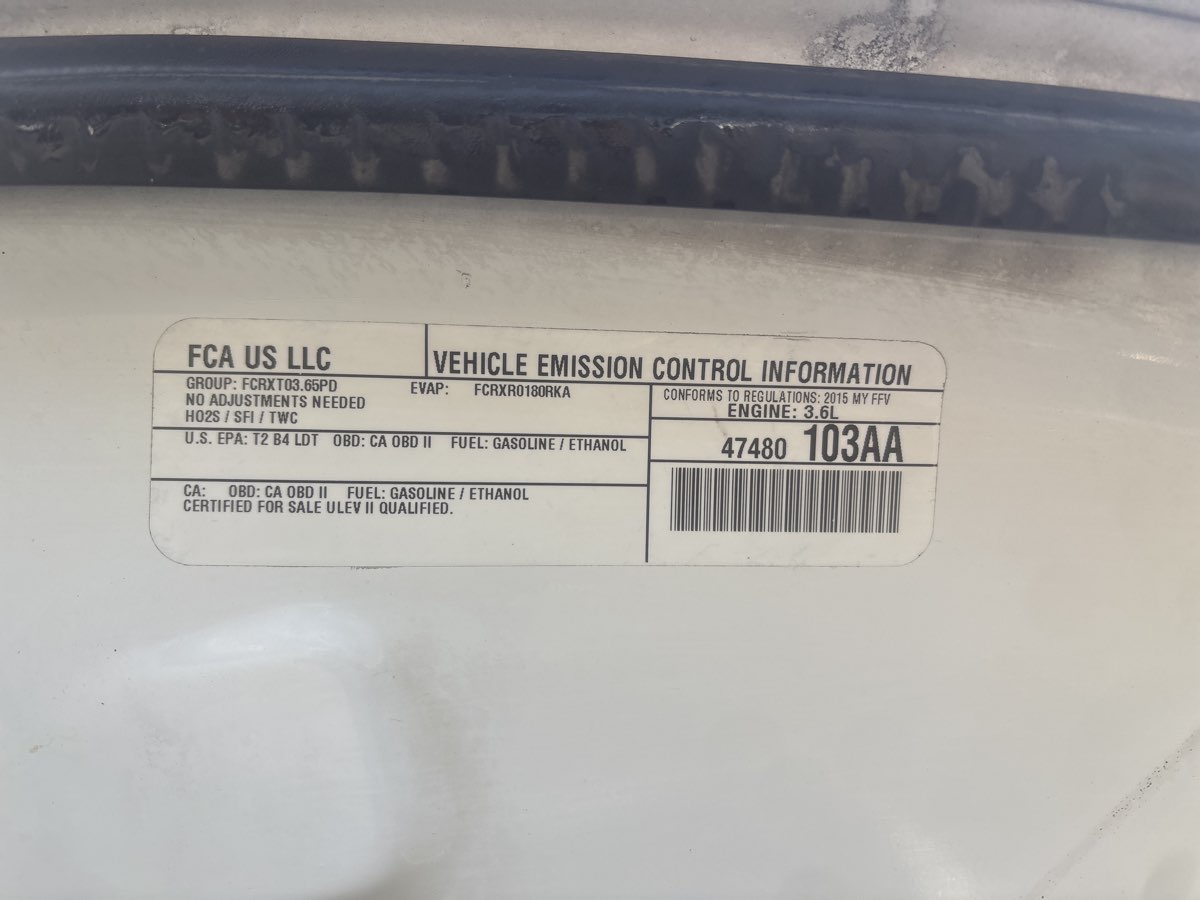 FCA US LLC
VEHICLE EMISSION CONTROL INFORMATION
GROUP: FCRXT03.65PD EVAP: FCRXR0180RKA
NO ADJUSTMENTS NEEDED
HO2S / SFI / TWC
CONFORMS TO REGULATIONS: 2015 MY FFV
ENGINE: 3.6L
U.S. EPA: T2 B4 LDT OBD: CA OBD II FUEL: GASOLINE / ETHANOL
47480 103AA
CA: OBD: CA OBD II FUEL: GASOLINE / ETHANOL
CERTIFIED FOR SALE ULEV II QUALIFIED.